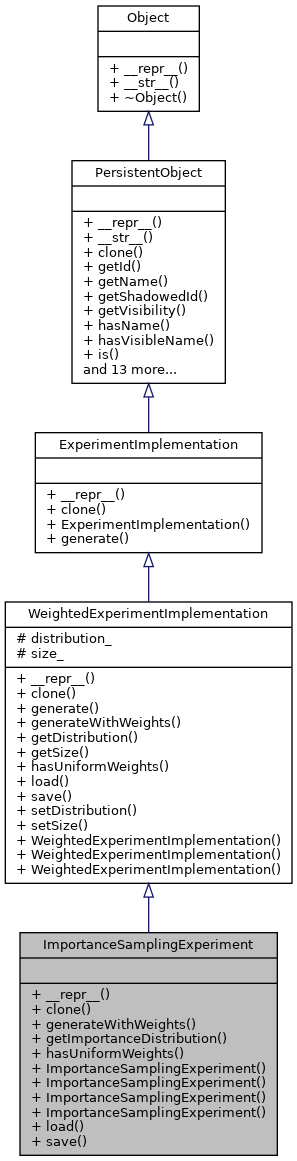 Object
+ __repr__()
+ __str__()
+ ~Object()
PersistentObject
+ __repr__()
+ __str__()
+ clone()
+ getId()
+ getName()
+ getShadowedId()
+ getVisibility()
+ hasName()
+ hasVisibleName()
+ is()
and 13 more...
ExperimentImplementation
+ __repr__()
+ clone()
+ ExperimentImplementation()
+ generate()
WeightedExperimentImplementation
# distribution_
# size_
+ __repr__()
+ clone()
+ generate()
+ generateWithWeights()
+ getDistribution()
+ getSize()
+ hasUniformWeights()
+ load()
+ save()
+ setDistribution()
+ setSize()
+ WeightedExperimentImplementation()
+ WeightedExperimentImplementation()
+ WeightedExperimentImplementation()
ImportanceSamplingExperiment
+ __repr__()
+ clone()
+ generateWithWeights()
+ getImportanceDistribution()
+ hasUniformWeights()
+ ImportanceSamplingExperiment()
+ ImportanceSamplingExperiment()
+ ImportanceSamplingExperiment()
+ ImportanceSamplingExperiment()
+ load()
+ save()